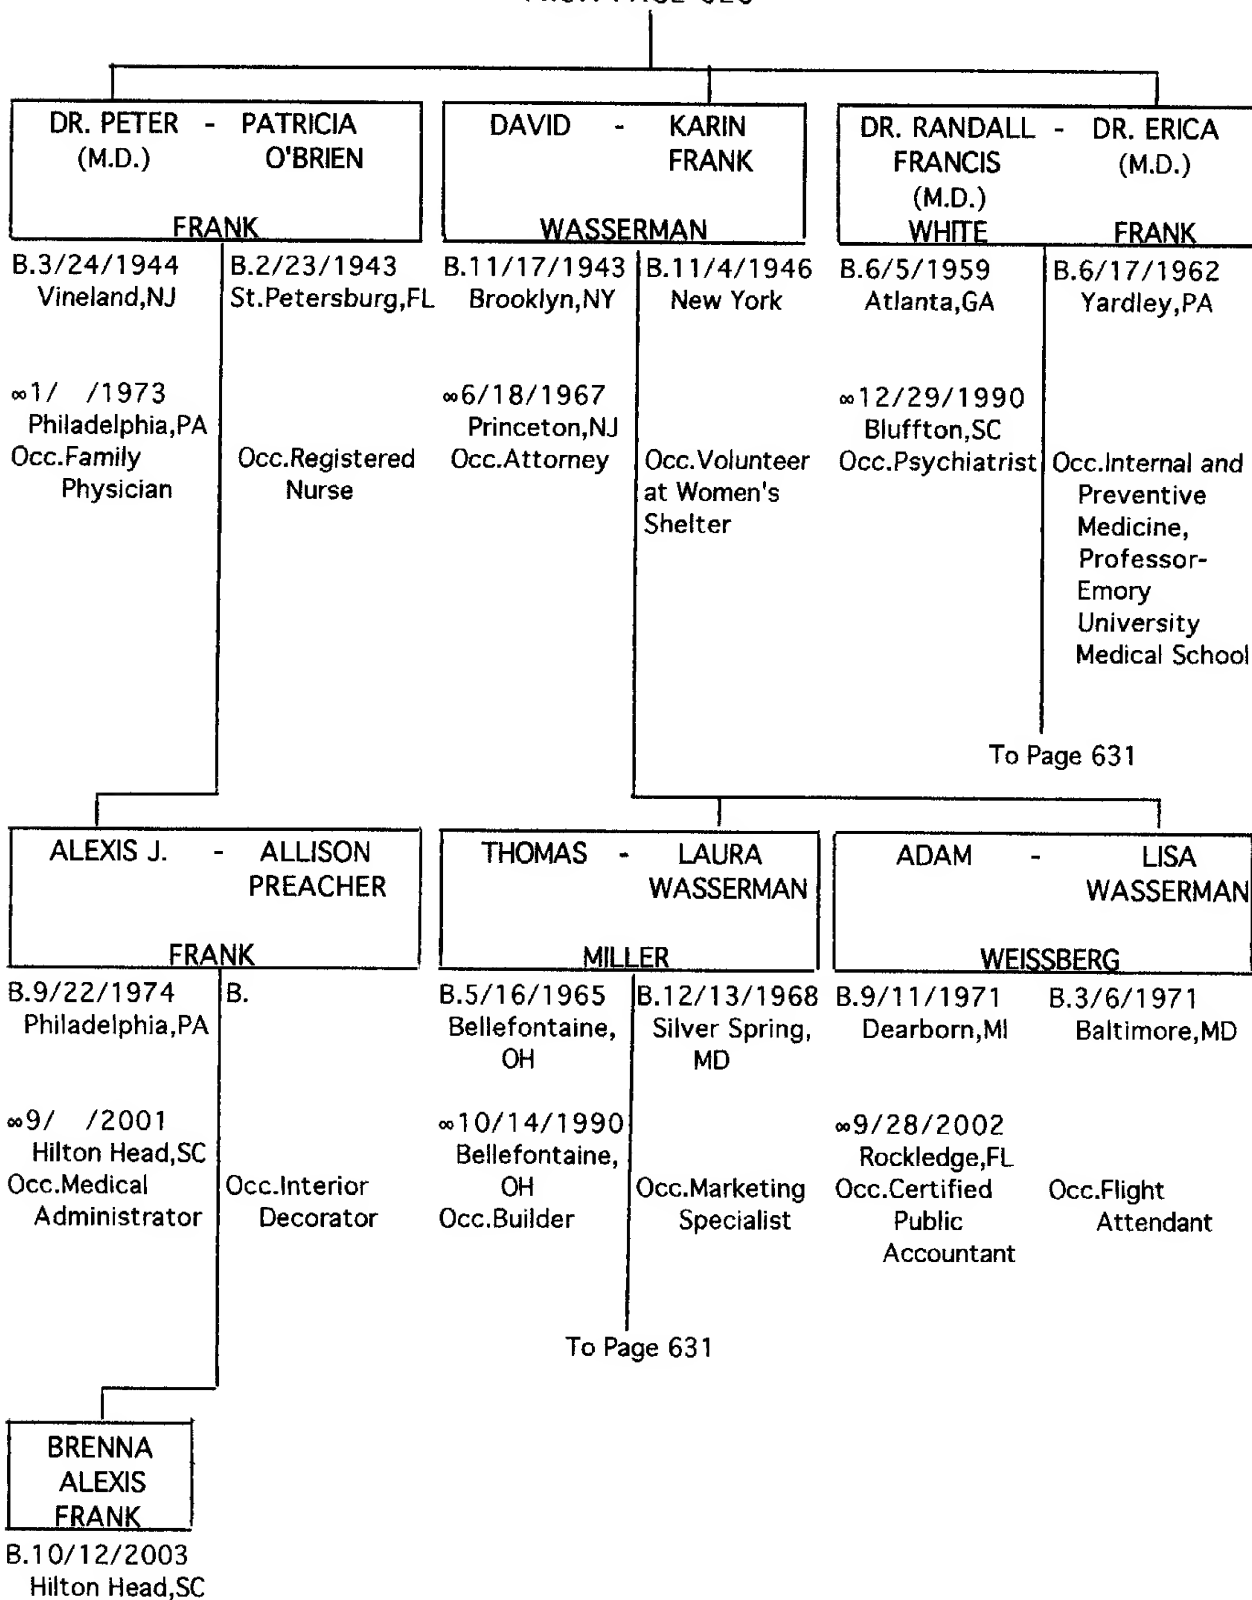 FROM PAGE
DR. PETER - PATRICIA
(M.D.) O'BRIEN
FRANK
B.3/24/1944 B.2/23/1943
Vineland,NJ St.Petersburg,FL
∞1/ /1973
Philadelphia,PA
Occ.Family Occ.Registered
Physician Nurse
DAVID - KARIN
FRANK
WASSERMAN
B.11/17/1943 B.11/4/1946
Brooklyn,NY New York
∞6/18/1967
Princeton,NJ
Occ.Attorney Occ.Volunteer
at Women's
Shelter
DR. RANDALL - DR. ERICA
FRANCIS (M.D.)
(M.D.)
WHITE FRANK
B.6/5/1959 B.6/17/1962
Atlanta,GA Yardley,PA
∞12/29/1990
Bluffton,SC
Occ.Psychiatrist Occ.Internal and
Preventive
Medicine,
Professor-
Emory
University
Medical School
To Page 631
ALEXIS J. - ALLISON
PREACHER
FRANK
B.9/22/1974 B.
Philadelphia,PA
∞9/ /2001
Hilton Head,SC
Occ.Medical Occ.Interior
Administrator Decorator
THOMAS - LAURA
WASSERMAN
MILLER
B.5/16/1965 B.12/13/1968
Bellefontaine, Silver Spring,
OH MD
∞10/14/1990
Bellefontaine,
OH Occ.Marketing
Occ.Builder Specialist
To Page 631
ADAM - LISA
WASSERMAN
WEISSBERG
B.9/11/1971 B.3/6/1971
Dearborn,MI Baltimore,MD
∞9/28/2002
Rockledge,FL
Occ.Certified Occ.Flight
Public Attendant
Accountant
BRENNA
ALEXIS
FRANK
B.10/12/2003
Hilton Head,SC